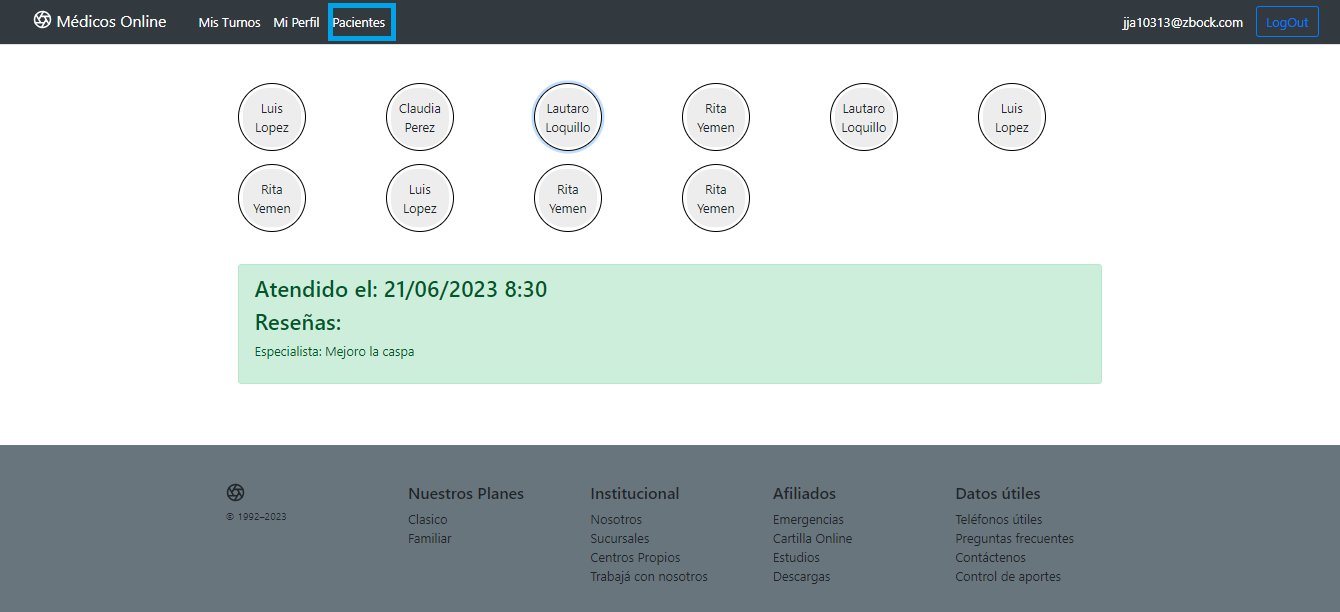 Médicos Online Mis Turnos Mi Perfil Pacientes jja10313@zbock.com LogOut
Luis Lopez
Claudia Perez
Lautaro Loquillo
Rita Yemen
Lautaro Loquillo
Luis Lopez
Rita Yemen
Luis Lopez
Rita Yemen
Rita Yemen
Atendido el: 21/06/2023 8:30
Reseñas:
Especialista: Mejoro la caspa
© 1992–2023
Nuestros Planes
Clasico
Familiar
Institucional
Nosotros
Sucursales
Centros Propios
Trabajá con nosotros
Afiliados
Emergencias
Cartilla Online
Estudios
Descargas
Datos útiles
Teléfonos útiles
Preguntas frecuentes
Contáctenos
Control de aportes